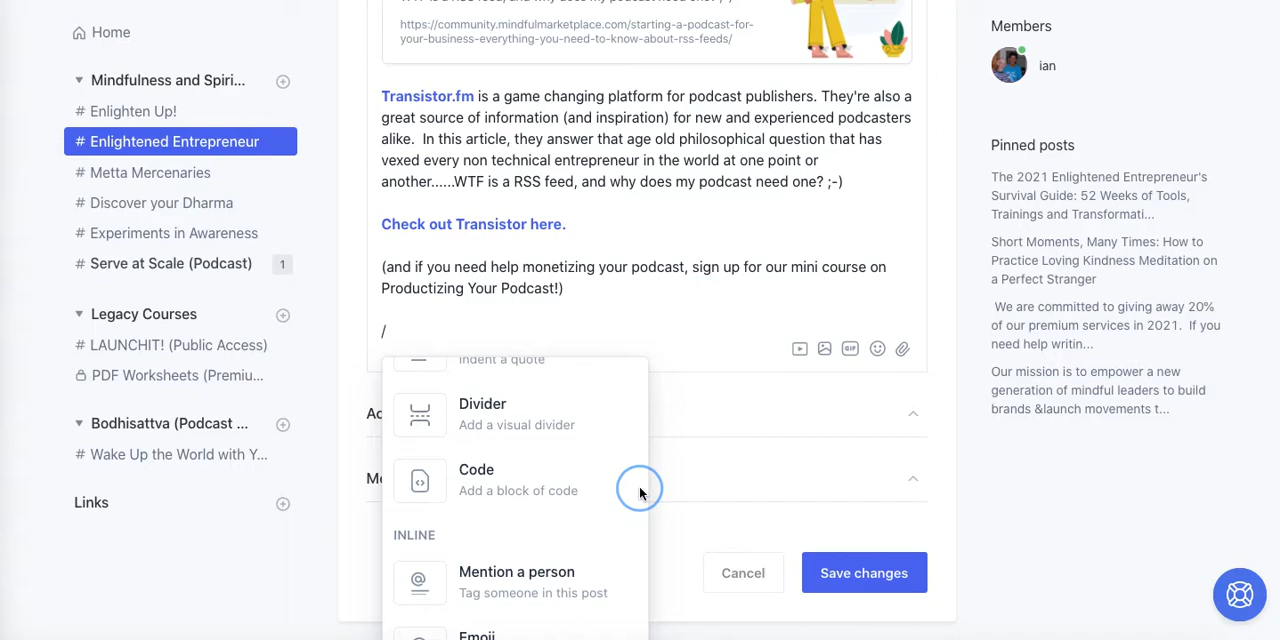 Home
Mindfulness and Spiri...
# Enlighten Up!
# Enlightened Entrepreneur
# Metta Mercenaries
# Discover your Dharma
# Experiments in Awareness
# Serve at Scale (Podcast) 1
Legacy Courses
# LAUNCHIT! (Public Access)
PDF Worksheets (Premiu...
Bodhisattva (Podcast ...
# Wake Up the World with Y...
Links
https://community.mindfulmarketplace.com/starting-a-podcast-for-
your-business-everything-you-need-to-know-about-rss-feeds/
Transistor.fm is a game changing platform for podcast publishers. They're also a
great source of information (and inspiration) for new and experienced podcasters
alike.  In this article, they answer that age old philosophical question that has
vexed every non technical entrepreneur in the world at one point or
another......WTF is a RSS feed, and why does my podcast need one? ;-)
Check out Transistor here.
(and if you need help monetizing your podcast, sign up for our mini course on
Productizing Your Podcast!)
/
GIF
Indent a quote
Divider
Add a visual divider
Code
Add a block of code
INLINE
Mention a person
Tag someone in this post
Emoji
Cancel
Save changes
Members
ian
Pinned posts
The 2021 Enlightened Entrepreneur's
Survival Guide: 52 Weeks of Tools,
Trainings and Transformati...
Short Moments, Many Times: How to
Practice Loving Kindness Meditation on
a Perfect Stranger
We are committed to giving away 20%
of our premium services in 2021.  If you
need help writin...
Our mission is to empower a new
generation of mindful leaders to build
brands &launch movements t...